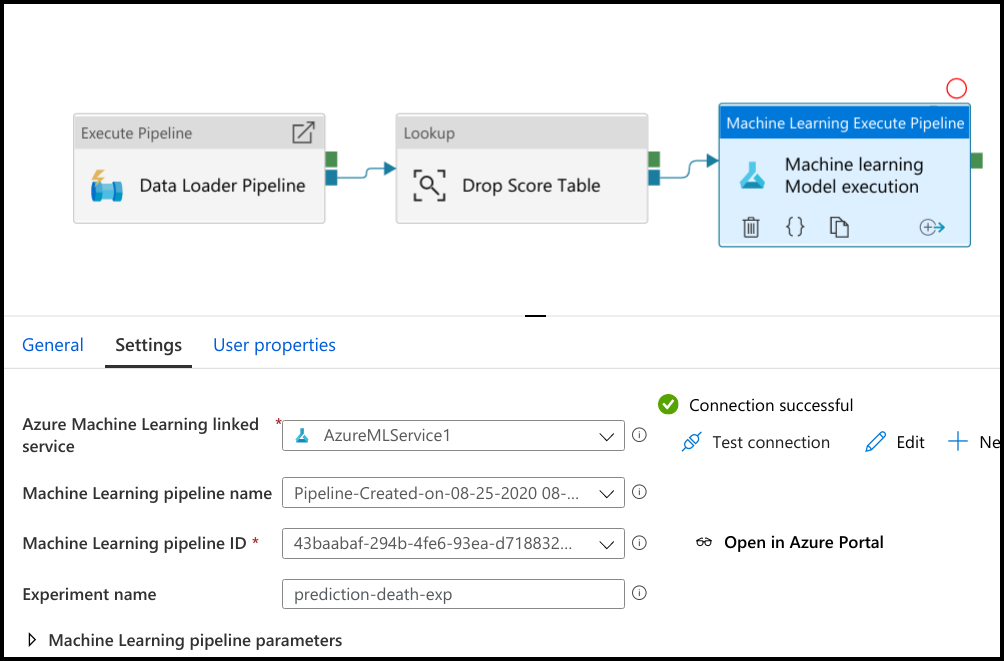 Execute Pipeline
Data Loader Pipeline
Lookup
Drop Score Table
Machine Learning Execute Pipeline
Machine learning
Model execution
{}
General
Settings
User properties
Azure Machine Learning linked
service
*
AzureMLService1
Connection successful
Test connection
Edit
Ne
Machine Learning pipeline name
Pipeline-Created-on-08-25-2020 08-...
Machine Learning pipeline ID *
43baabaf-294b-4fe6-93ea-d718832...
Open in Azure Portal
Experiment name
prediction-death-exp
Machine Learning pipeline parameters